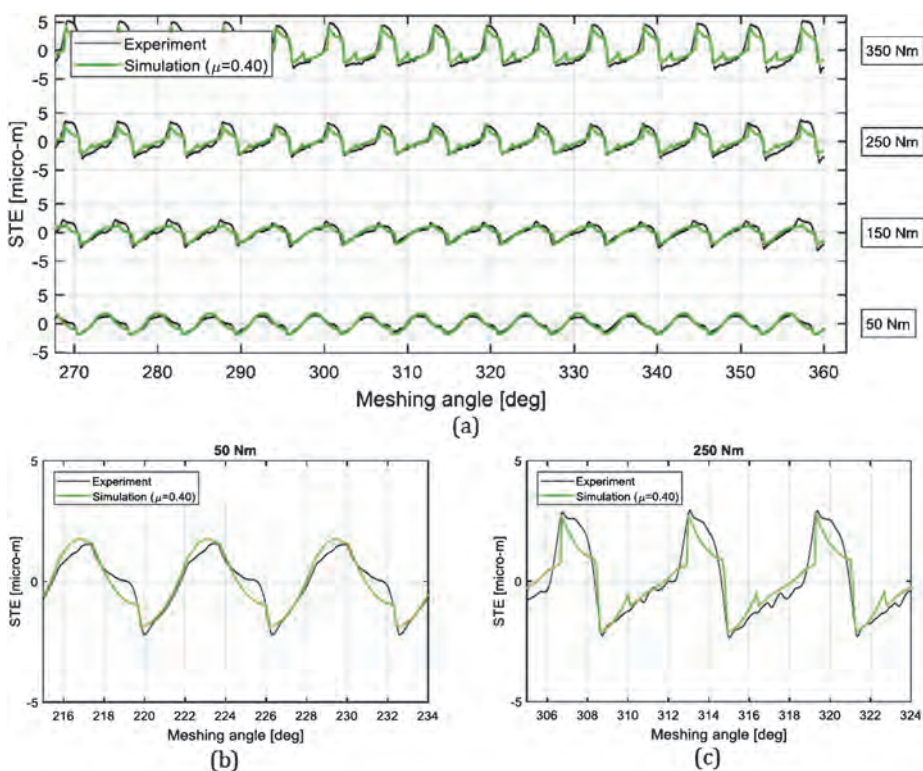 Experiment
Simulation (μ=0.40)
5
0
-5
350 Nm
5
0
-5
250 Nm
5
0
-5
150 Nm
5
0
-5
50 Nm
STE [micro-m]
270 280 290 300 310 320 330 340 350 360
Meshing angle [deg]
(a)
50 Nm
Experiment
Simulation (μ=0.40)
5
0
-5
STE [micro-m]
216 218 220 222 224 226 228 230 232 234
Meshing angle [deg]
(b)
250 Nm
Experiment
Simulation (μ=0.40)
5
0
-5
STE [micro-m]
306 308 310 312 314 316 318 320 322 324
Meshing angle [deg]
(c)